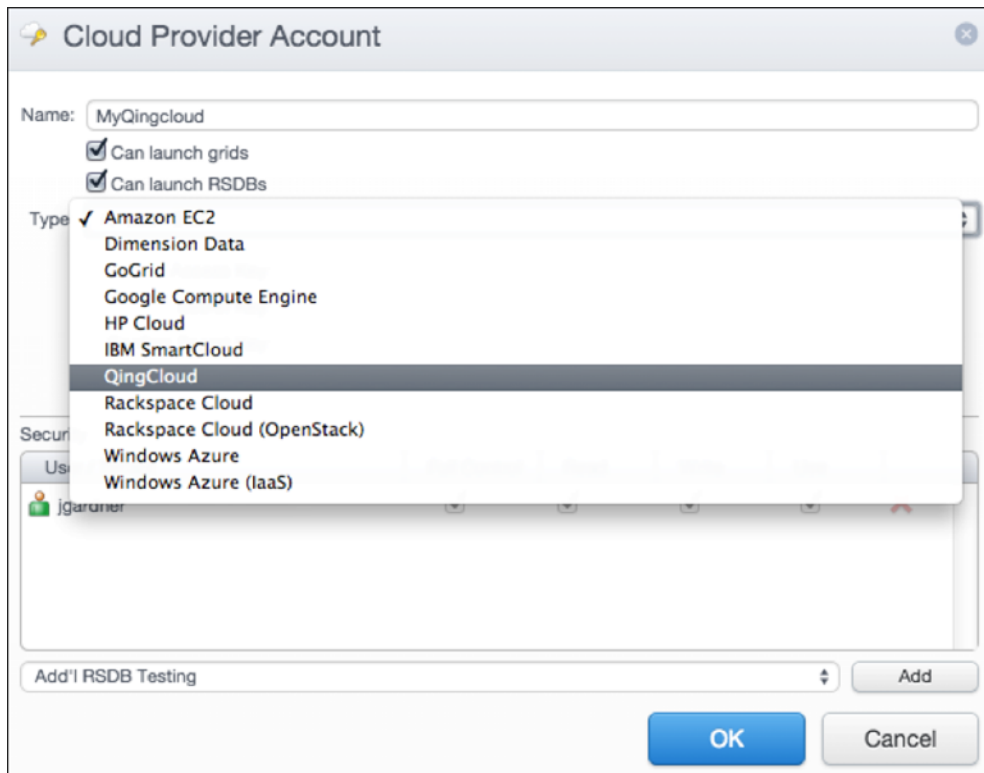 Cloud Provider Account
Name: MyQingcloud
Can launch grids
Can launch RSDBs
Type ✓ Amazon EC2
Dimension Data
GoGrid
Google Compute Engine
HP Cloud
IBM SmartCloud
QingCloud
Rackspace Cloud
Rackspace Cloud (OpenStack)
Windows Azure
Windows Azure (IaaS)
Securi
Us
jgardner
Add'l RSDB Testing Add
OK Cancel